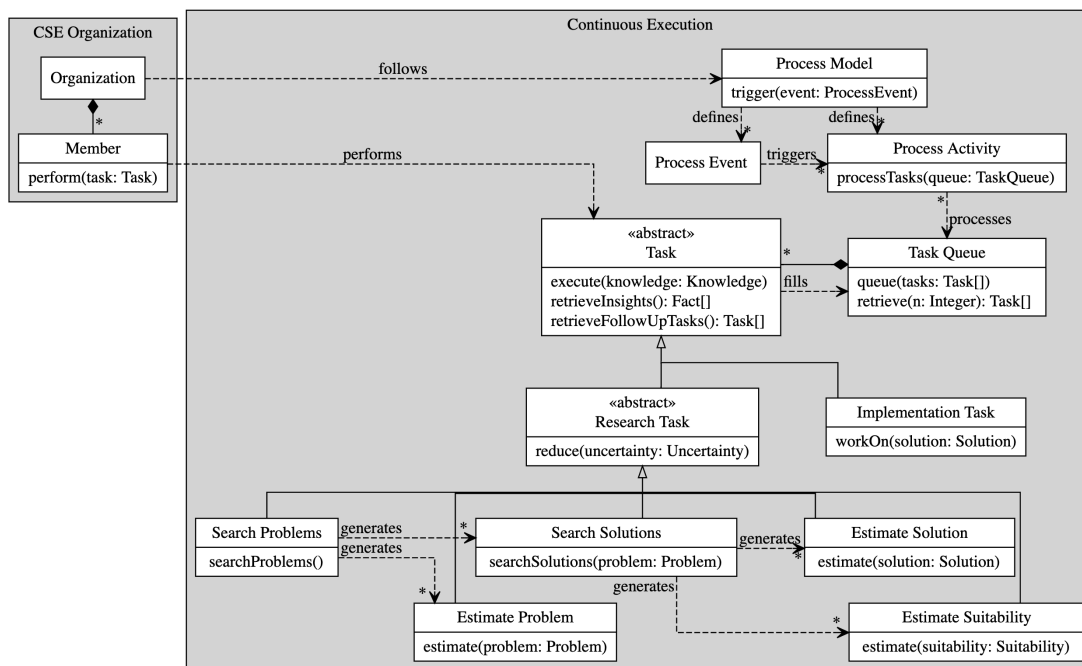 CSE Organization
Continuous Execution
Organization
follows
Process Model
trigger(event: ProcessEvent)
*
defines
*
defines
*
Member
perform(task: Task)
performs
Process Event
triggers
*
Process Activity
processTasks(queue: TaskQueue)
*
processes
«abstract»
Task
execute(knowledge: Knowledge)
retrieveInsights(): Fact[]
retrieveFollowUpTasks(): Task[]
*
fills
Task Queue
queue(tasks: Task[])
retrieve(n: Integer): Task[]
«abstract»
Research Task
reduce(uncertainty: Uncertainty)
Implementation Task
workOn(solution: Solution)
Search Problems
searchProblems()
generates
*
generates
*
Search Solutions
searchSolutions(problem: Problem)
generates
*
generates
*
Estimate Solution
estimate(solution: Solution)
Estimate Problem
estimate(problem: Problem)
Estimate Suitability
estimate(suitability: Suitability)